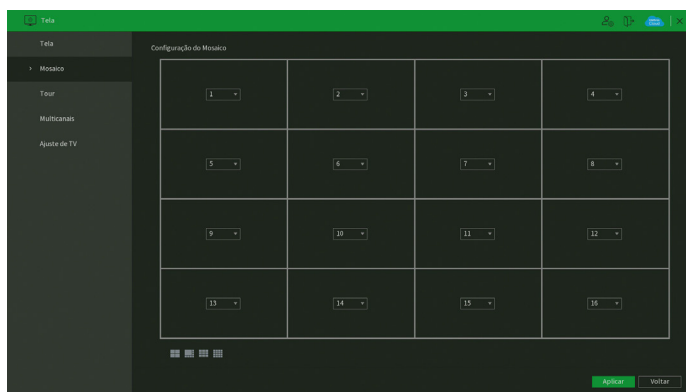 Tela
Tela
Mosaico
Tour
Multicanais
Ajuste de TV
Configuração do Mosaico
1 2 3 4
5 6 7 8
9 10 11 12
13 14 15 16
Aplicar Voltar